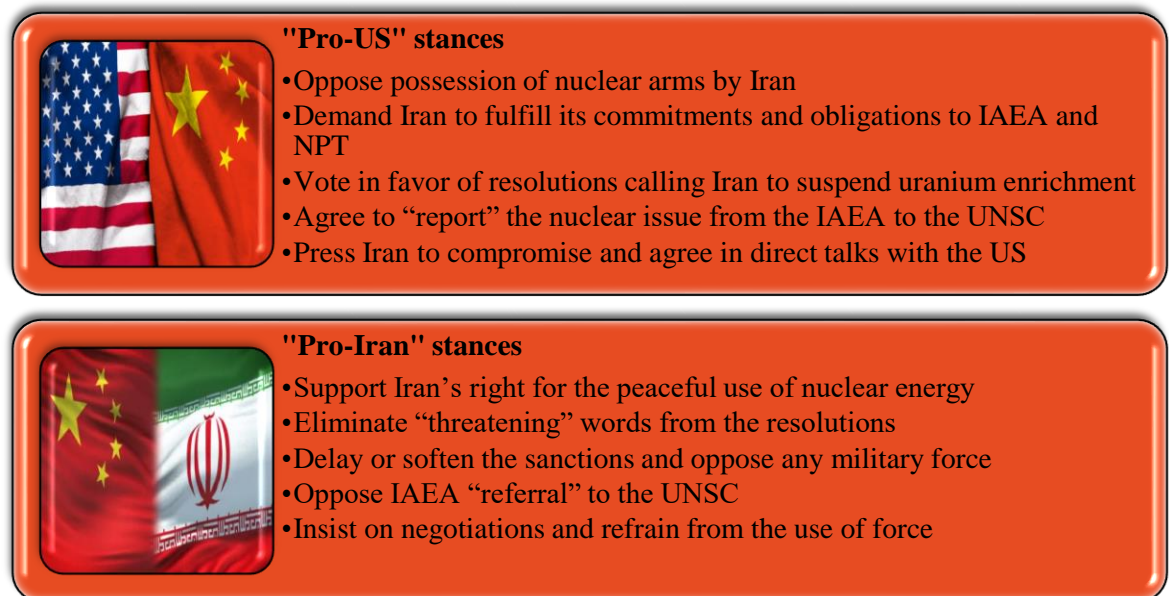 "Pro-US" stances
•Oppose possession of nuclear arms by Iran
•Demand Iran to fulfill its commitments and obligations to IAEA and
NPT
•Vote in favor of resolutions calling Iran to suspend uranium enrichment
•Agree to “report” the nuclear issue from the IAEA to the UNSC
•Press Iran to compromise and agree in direct talks with the US
"Pro-Iran" stances
•Support Iran’s right for the peaceful use of nuclear energy
•Eliminate “threatening” words from the resolutions
•Delay or soften the sanctions and oppose any military force
•Oppose IAEA “referral” to the UNSC
•Insist on negotiations and refrain from the use of force